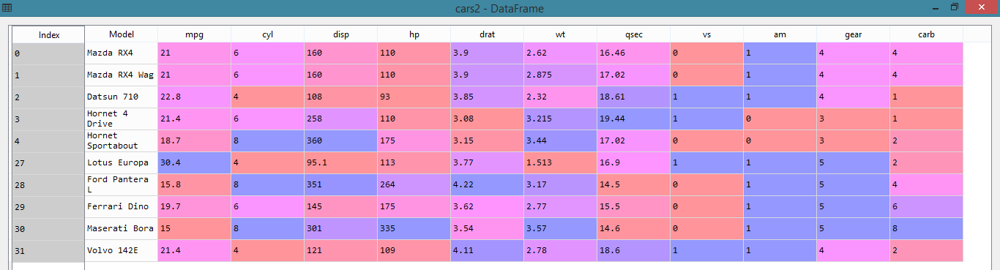 cars2 - DataFrame
Index Model mpg cyl disp hp drat wt qsec vs am gear carb
0 Mazda RX4 21 6 160 110 3.9 2.62 16.46 0 1 4 4
1 Mazda RX4 Wag 21 6 160 110 3.9 2.875 17.02 0 1 4 4
2 Datsun 710 22.8 4 108 93 3.85 2.32 18.61 1 1 4 1
3 Hornet 4 Drive 21.4 6 258 110 3.08 3.215 19.44 1 0 3 1
4 Hornet Sportabout 18.7 8 360 175 3.15 3.44 17.02 0 0 3 2
27 Lotus Europa 30.4 4 95.1 113 3.77 1.513 16.9 1 1 5 2
28 Ford Pantera L 15.8 8 351 264 4.22 3.17 14.5 0 1 5 4
29 Ferrari Dino 19.7 6 145 175 3.62 2.77 15.5 0 1 5 6
30 Maserati Bora 15 8 301 335 3.54 3.57 14.6 0 1 5 8
31 Volvo 142E 21.4 4 121 109 4.11 2.78 18.6 1 1 4 2